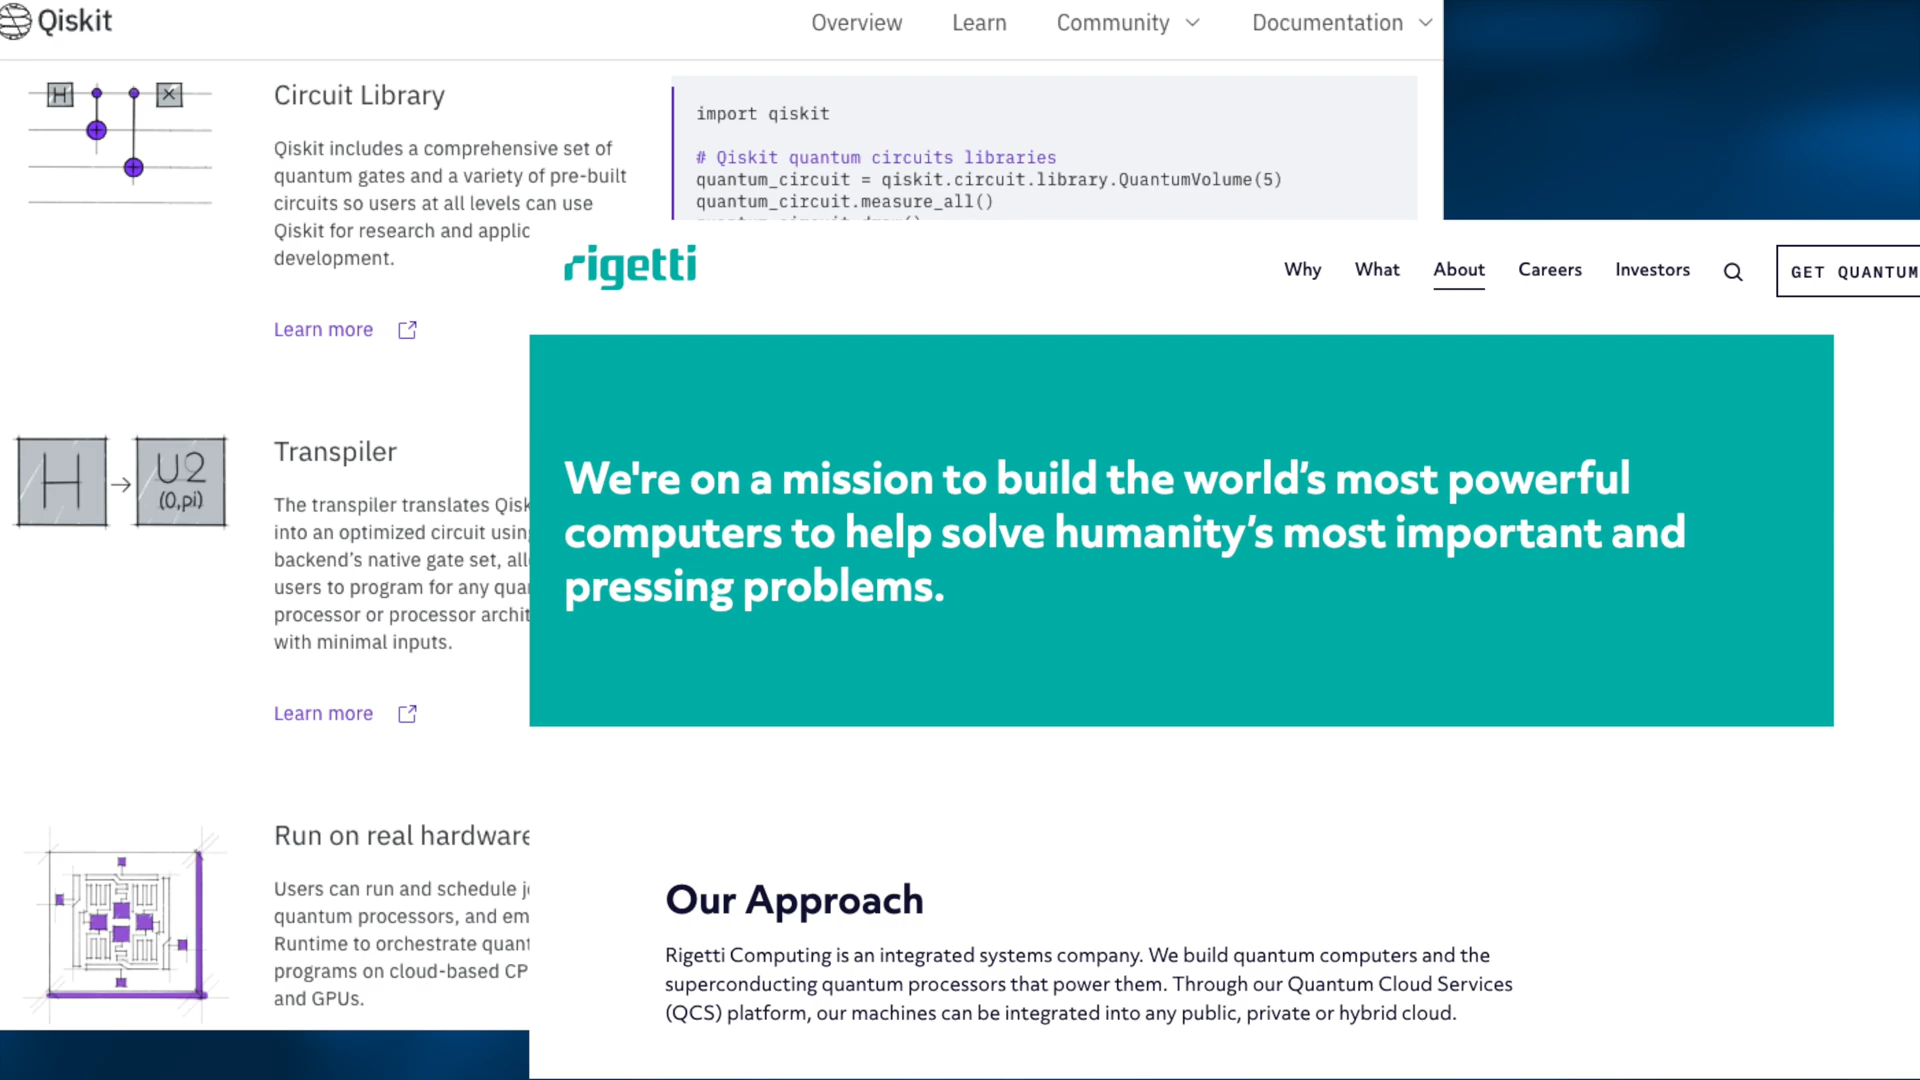 Qiskit
Overview Learn Community Documentation
H X
Circuit Library
Qiskit includes a comprehensive set of
quantum gates and a variety of pre-built
circuits so users at all levels can use
Qiskit for research and applic
development.
Learn more
import qiskit
# Qiskit quantum circuits libraries
quantum_circuit = qiskit.circuit.library.QuantumVolume(5)
quantum_circuit.measure_all()
rigetti
Why What About Careers Investors GET QUANTUM
We're on a mission to build the world’s most powerful
computers to help solve humanity’s most important and
pressing problems.
H U2
(0,pi)
Transpiler
The transpiler translates Qisk
into an optimized circuit using
backend’s native gate set, all
users to program for any qua
processor or processor archit
with minimal inputs.
Learn more
Run on real hardware
Users can run and schedule j
quantum processors, and em
Runtime to orchestrate quant
programs on cloud-based CP
and GPUs.
Our Approach
Rigetti Computing is an integrated systems company. We build quantum computers and the
superconducting quantum processors that power them. Through our Quantum Cloud Services
(QCS) platform, our machines can be integrated into any public, private or hybrid cloud.